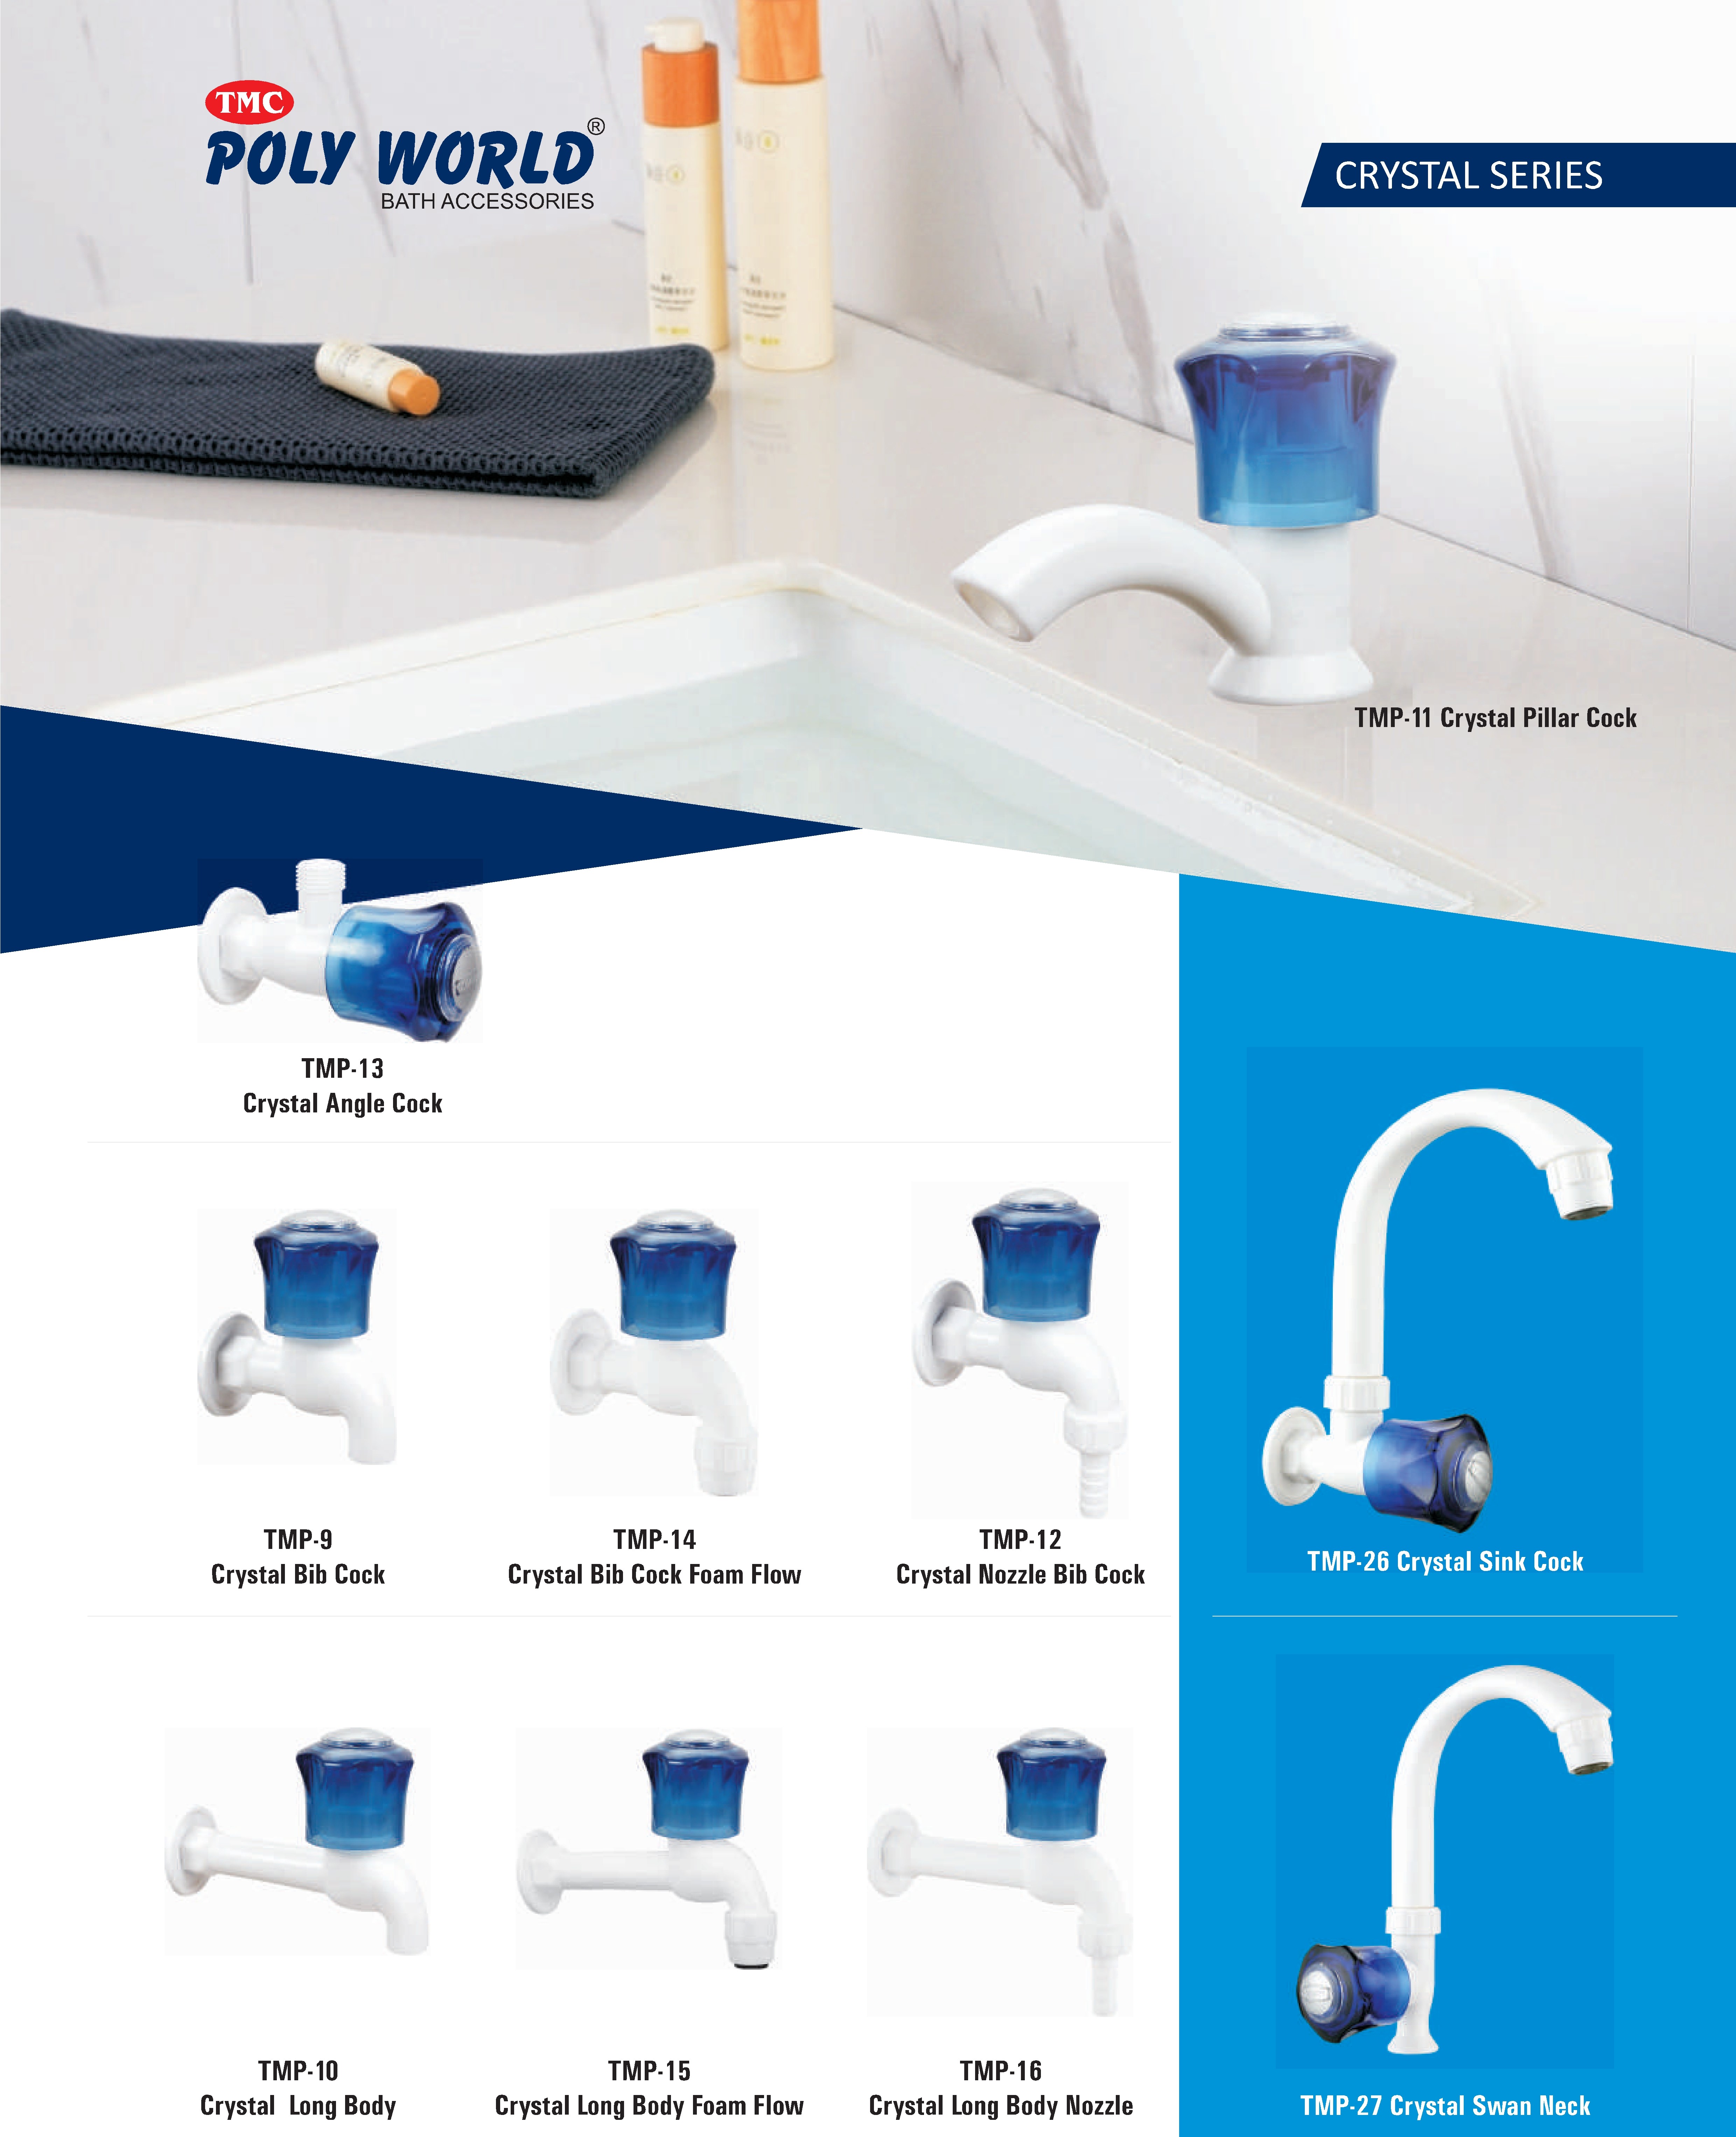 TMC
POLY WORLD®
BATH ACCESSORIES
CRYSTAL SERIES
TMP-11 Crystal Pillar Cock
TMP-13
Crystal Angle Cock
TMP-9
Crystal Bib Cock
TMP-14
Crystal Bib Cock Foam Flow
TMP-12
Crystal Nozzle Bib Cock
TMP-26 Crystal Sink Cock
TMP-10
Crystal Long Body
TMP-15
Crystal Long Body Foam Flow
TMP-16
Crystal Long Body Nozzle
TMP-27 Crystal Swan Neck